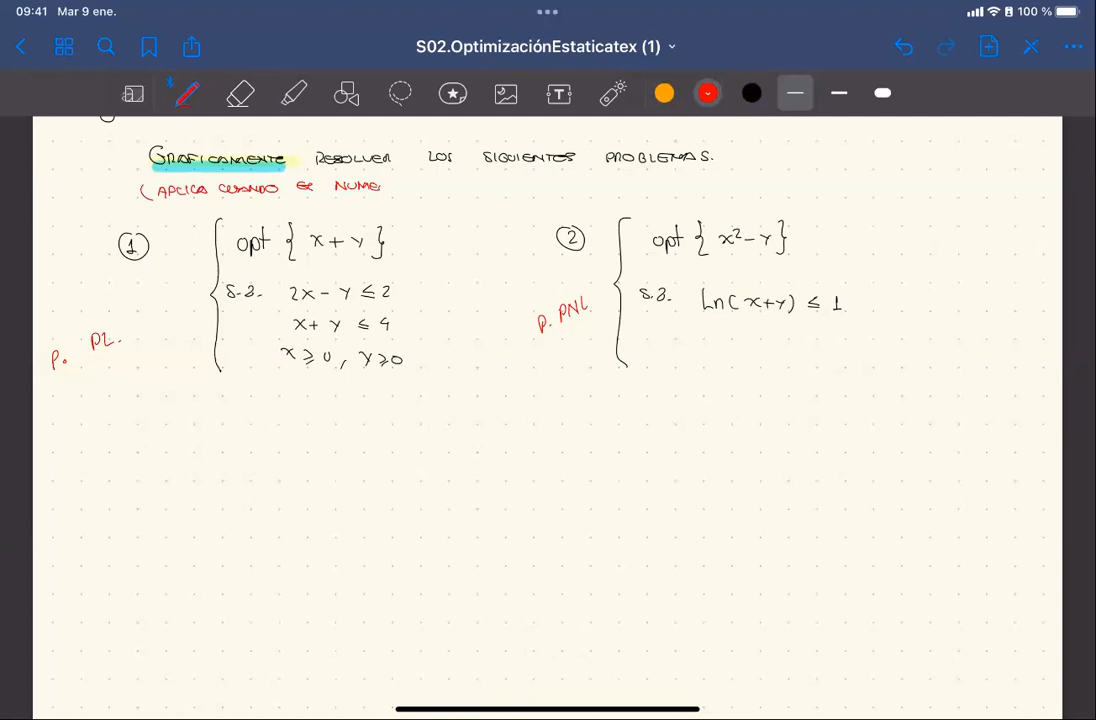 09:41 Mar 9 ene.
100 %
S02.OptimizaciónEstaticatex (1)
GRAFICAMENTE RESOLVER LOS SIGUIENTES PROBLEMAS.
(APLICA CUANDO EL NUME
1 opt { x + y }
s.a. 2x - y ≤ 2
x + y ≤ 4
x ≥ 0, y ≥ 0
P. PL.
2 opt { x² - y }
s.a. Ln(x+y) ≤ 1
P. PNL.